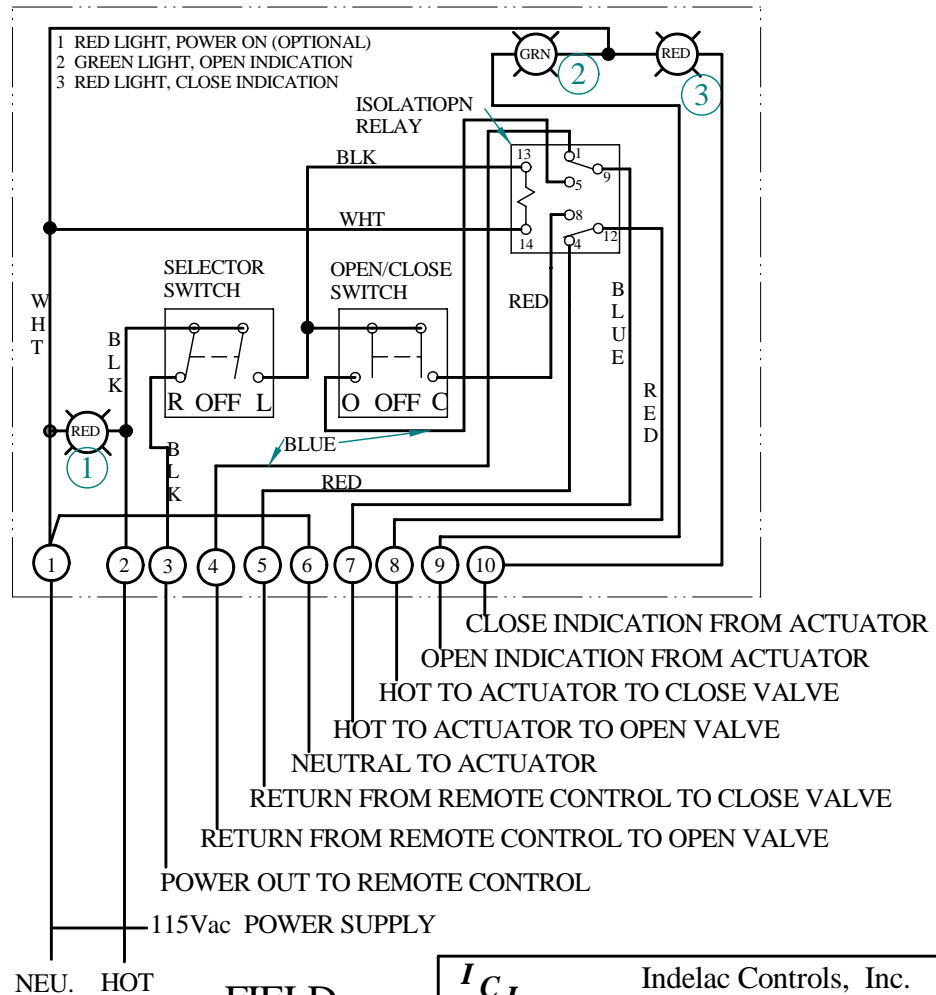 1 RED LIGHT, POWER ON (OPTIONAL)
2 GREEN LIGHT, OPEN INDICATION
3 RED LIGHT, CLOSE INDICATION
GRN
RED
2
3
ISOLATIOPN
RELAY
BLK
13
1
9
5
WHT
8
14
4
12
SELECTOR
SWITCH
OPEN/CLOSE
SWITCH
RED
BLUE
WHT
BLK
R OFF L
O OFF C
RED
RED
1
BLK
BLUE
RED
1
2
3
4
5
6
7
8
9
10
CLOSE INDICATION FROM ACTUATOR
OPEN INDICATION FROM ACTUATOR
HOT TO ACTUATOR TO CLOSE VALVE
HOT TO ACTUATOR TO OPEN VALVE
NEUTRAL TO ACTUATOR
RETURN FROM REMOTE CONTROL TO CLOSE VALVE
RETURN FROM REMOTE CONTROL TO OPEN VALVE
POWER OUT TO REMOTE CONTROL
115Vac POWER SUPPLY
NEU. HOT
FIELD
I C I
Indelac Controls, Inc.